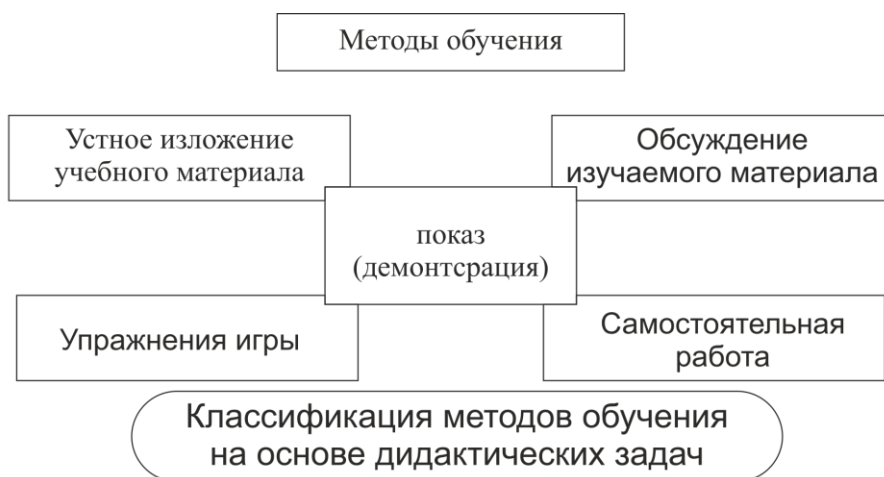 Методы обучения
Устное изложение
учебного материала
Обсуждение
изучаемого материала
показ
(демонтсрация)
Упражнения игры
Самостоятельная
работа
Классификация методов обучения
на основе дидактических задач